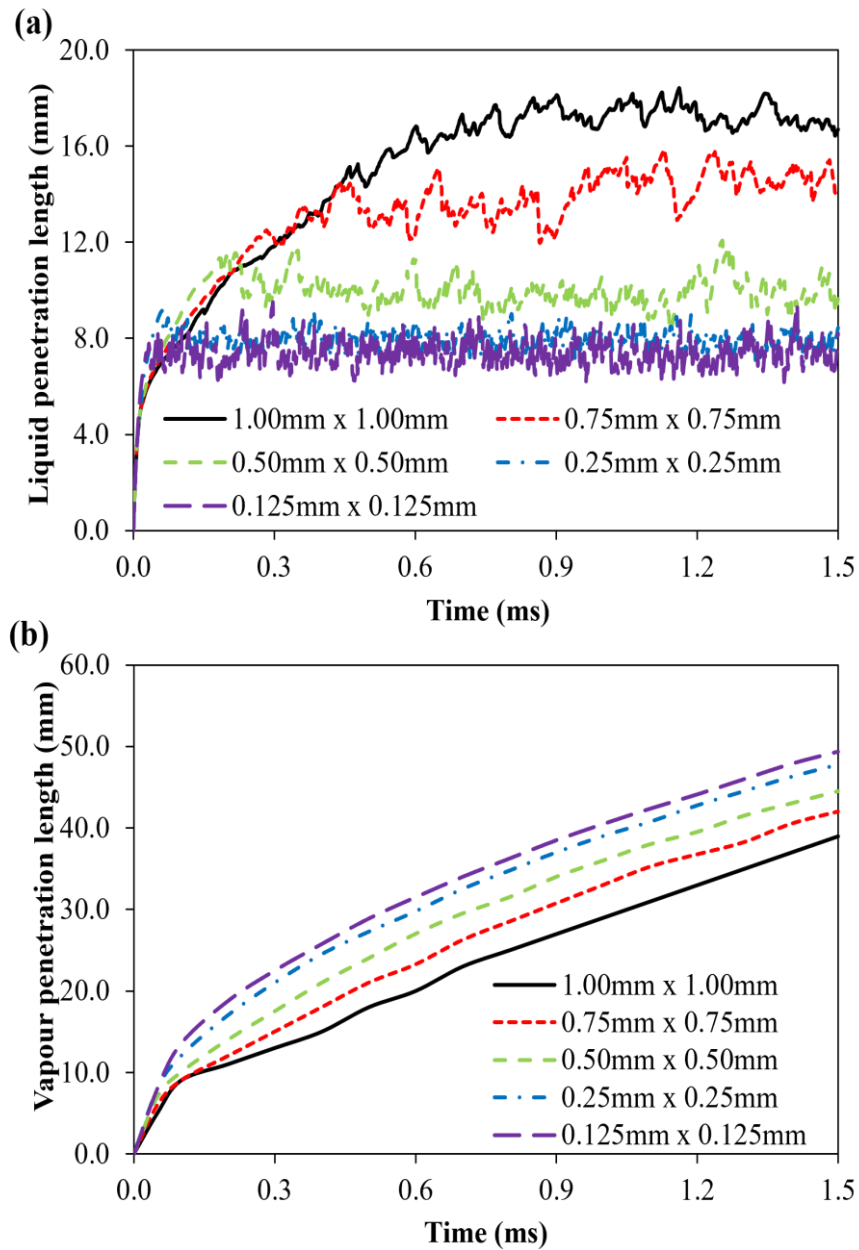 (a)
Liquid penetration length (mm)
20.0
16.0
12.0
8.0
4.0
0.0
1.00mm x 1.00mm
0.75mm x 0.75mm
0.50mm x 0.50mm
0.25mm x 0.25mm
0.125mm x 0.125mm
0.0 0.3 0.6 0.9 1.2 1.5
Time (ms)
(b)
Vapour penetration length (mm)
60.0
50.0
40.0
30.0
20.0
10.0
0.0
1.00mm x 1.00mm
0.75mm x 0.75mm
0.50mm x 0.50mm
0.25mm x 0.25mm
0.125mm x 0.125mm
0.0 0.3 0.6 0.9 1.2 1.5
Time (ms)